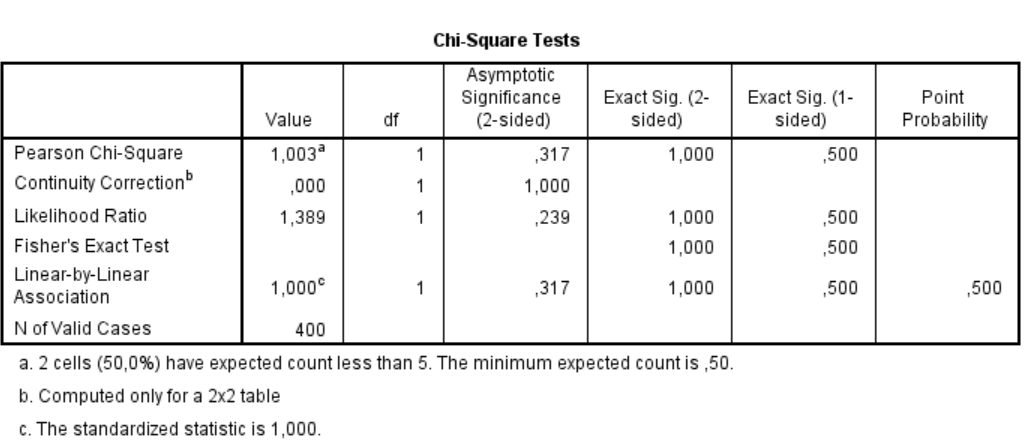 Chi-Square Tests
Value df Asymptotic Significance (2-sided) Exact Sig. (2-sided) Exact Sig. (1-sided) Point Probability
Pearson Chi-Square 1,003a 1 ,317 1,000 ,500
Continuity Correctionb ,000 1 1,000
Likelihood Ratio 1,389 1 ,239 1,000 ,500
Fisher's Exact Test 1,000 ,500
Linear-by-Linear Association 1,000c 1 ,317 1,000 ,500 ,500
N of Valid Cases 400
a. 2 cells (50,0%) have expected count less than 5. The minimum expected count is ,50.
b. Computed only for a 2x2 table
c. The standardized statistic is 1,000.